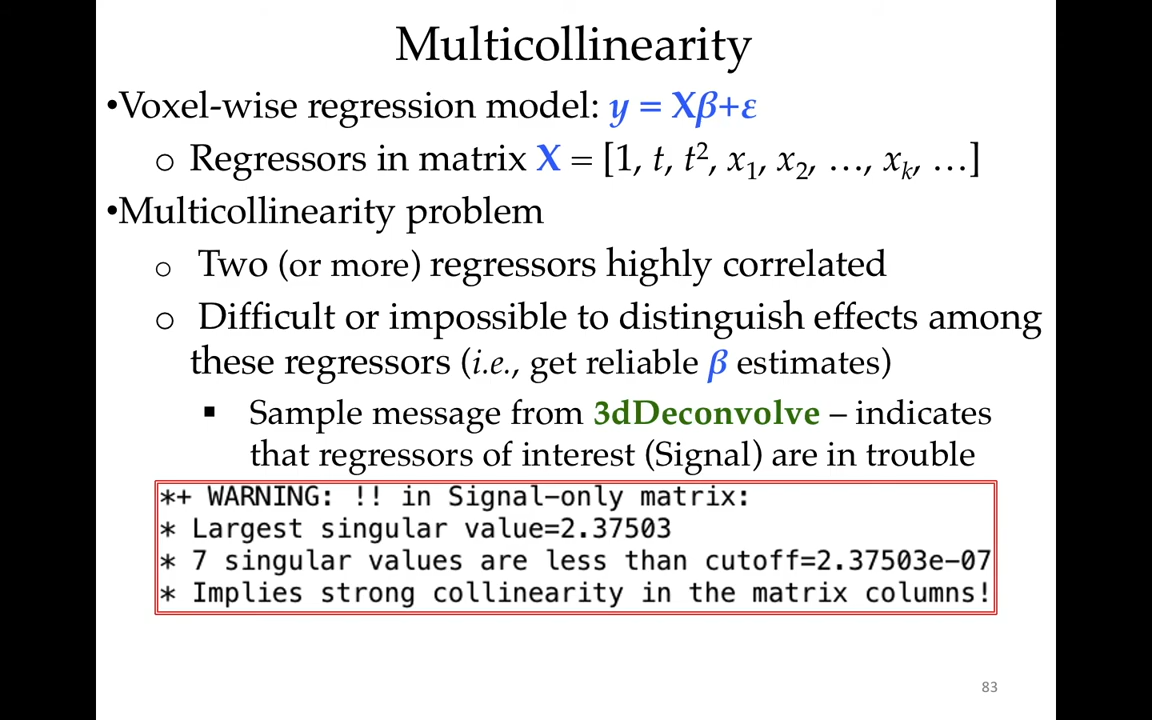 Multicollinearity
•Voxel-wise regression model: y = Xβ+ε
o Regressors in matrix X = [1, t, t², x₁, x₂, …, xₖ, …]
•Multicollinearity problem
o Two (or more) regressors highly correlated
o Difficult or impossible to distinguish effects among
these regressors (i.e., get reliable β estimates)
▪ Sample message from 3dDeconvolve – indicates
that regressors of interest (Signal) are in trouble
*+ WARNING: !! in Signal-only matrix:
* Largest singular value=2.37503
* 7 singular values are less than cutoff=2.37503e-07
* Implies strong collinearity in the matrix columns!
83